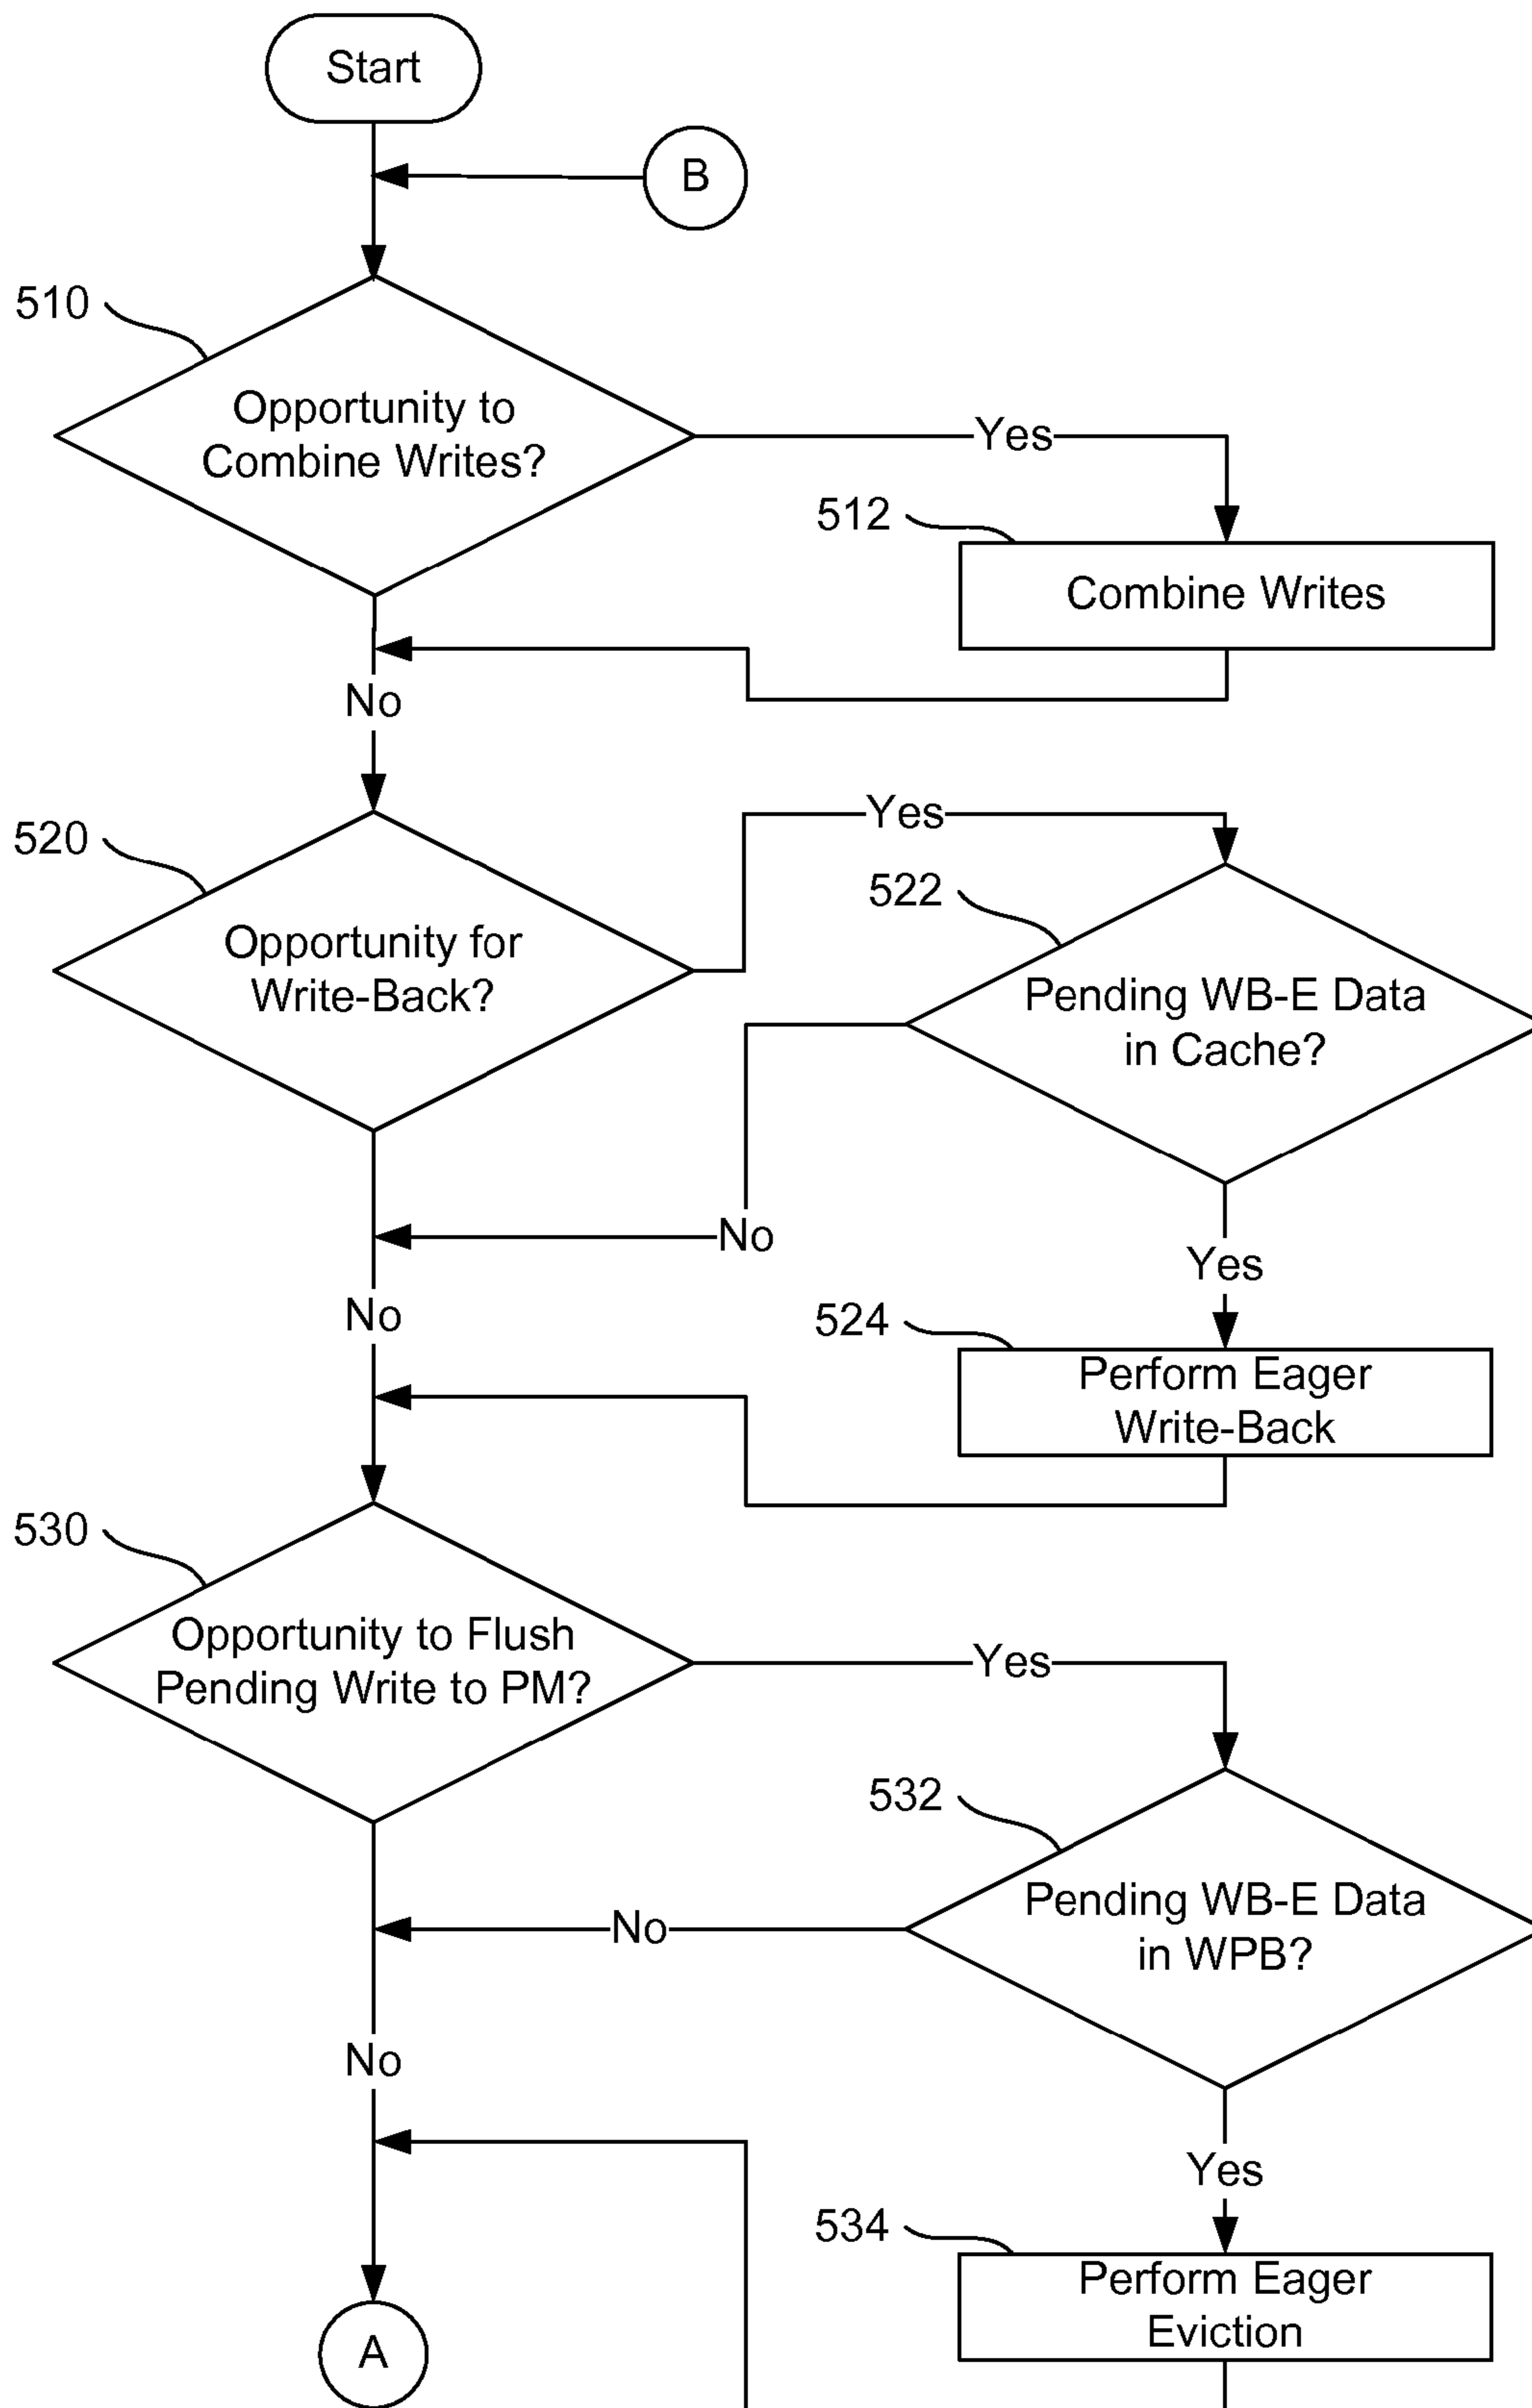 Start
B
510
Opportunity to
Combine Writes?
Yes
512
Combine Writes
No
520
Opportunity for
Write-Back?
Yes
522
Pending WB-E Data
in Cache?
No
Yes
No
524
Perform Eager
Write-Back
530
Opportunity to Flush
Pending Write to PM?
Yes
532
Pending WB-E Data
in WPB?
No
No
Yes
534
Perform Eager
Eviction
A